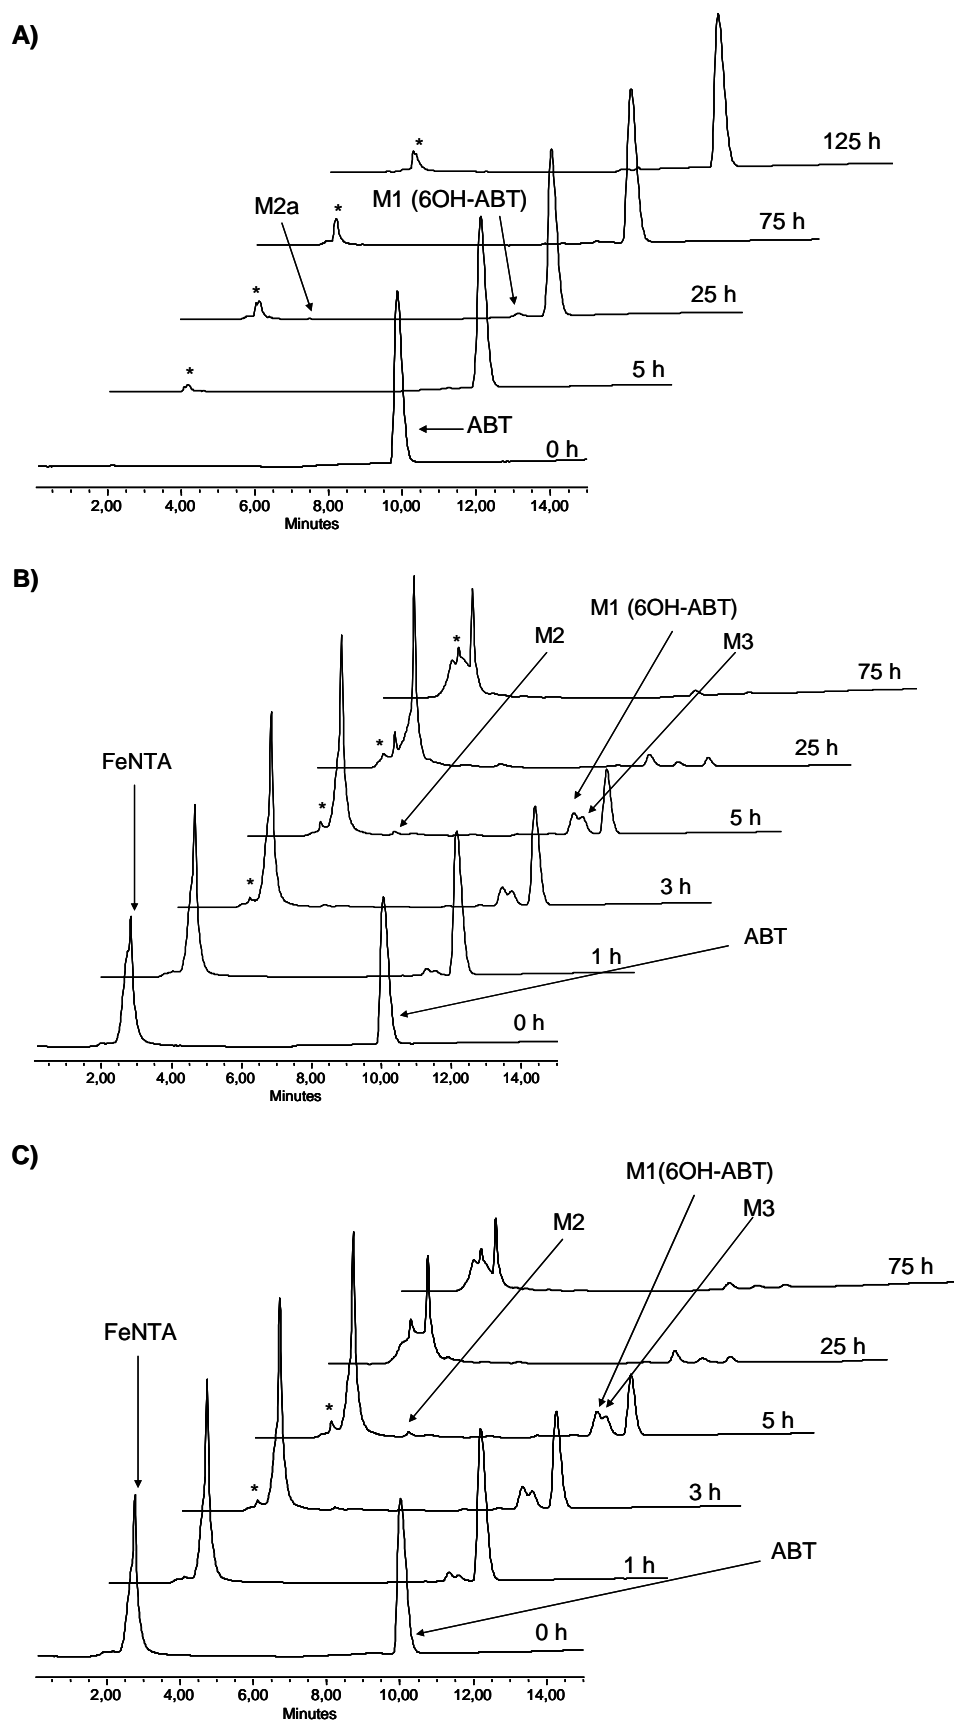 A)
*
125 h
M2a
*
M1 (6OH-ABT)
75 h
*
25 h
*
5 h
ABT
0 h
2,00 4,00 6,00 8,00 10,00 12,00 14,00
Minutes
B)
M1 (6OH-ABT)
M2
*
M3
75 h
*
25 h
FeNTA
*
5 h
*
3 h
ABT
1 h
0 h
2,00 4,00 6,00 8,00 10,00 12,00 14,00
Minutes
C)
M1(6OH-ABT)
M2
M3
75 h
FeNTA
25 h
*
5 h
*
3 h
ABT
1 h
0 h
2,00 4,00 6,00 8,00 10,00 12,00 14,00
Minutes